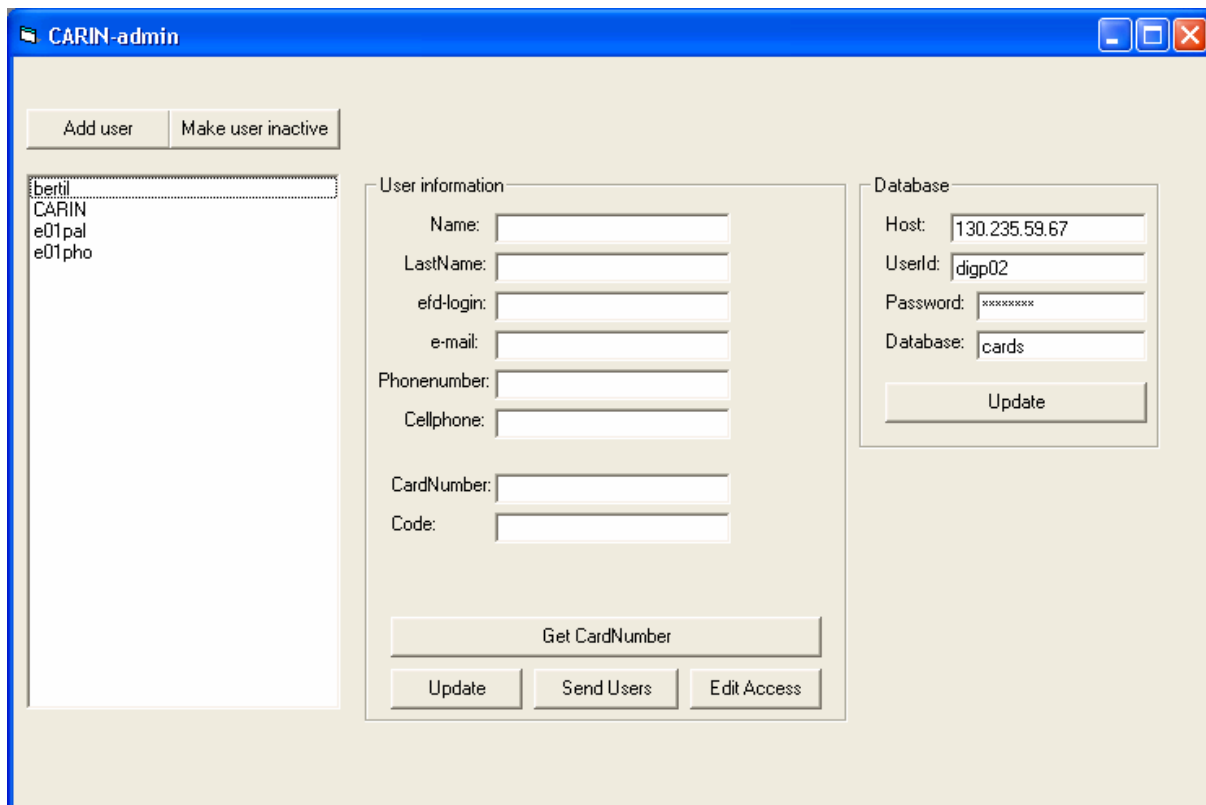 CARIN-admin
Add user
Make user inactive
bertil
CARIN
e01pal
e01pho
User information
Name:
LastName:
efd-login:
e-mail:
Phonenumber:
Cellphone:
CardNumber:
Code:
Get CardNumber
Update
Send Users
Edit Access
Database
Host: 130.235.59.67
UserId: digp02
Password: ××××××××
Database: cards
Update